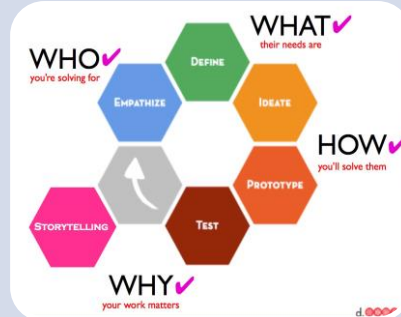 WHAT✔
their needs are
WHO✔
you're solving for
DEFINE
EMPATHIZE
IDEATE
HOW✔
you'll solve them
PROTOTYPE
STORYTELLING
TEST
WHY✔
your work matters
d.